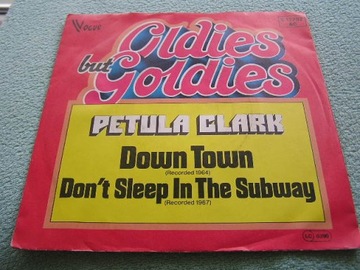 Vogue
Oldies
but Goldies
PETULA CLARK
Down Town
(Recorded 1964)
Don't Sleep In The Subway
(Recorded 1967)